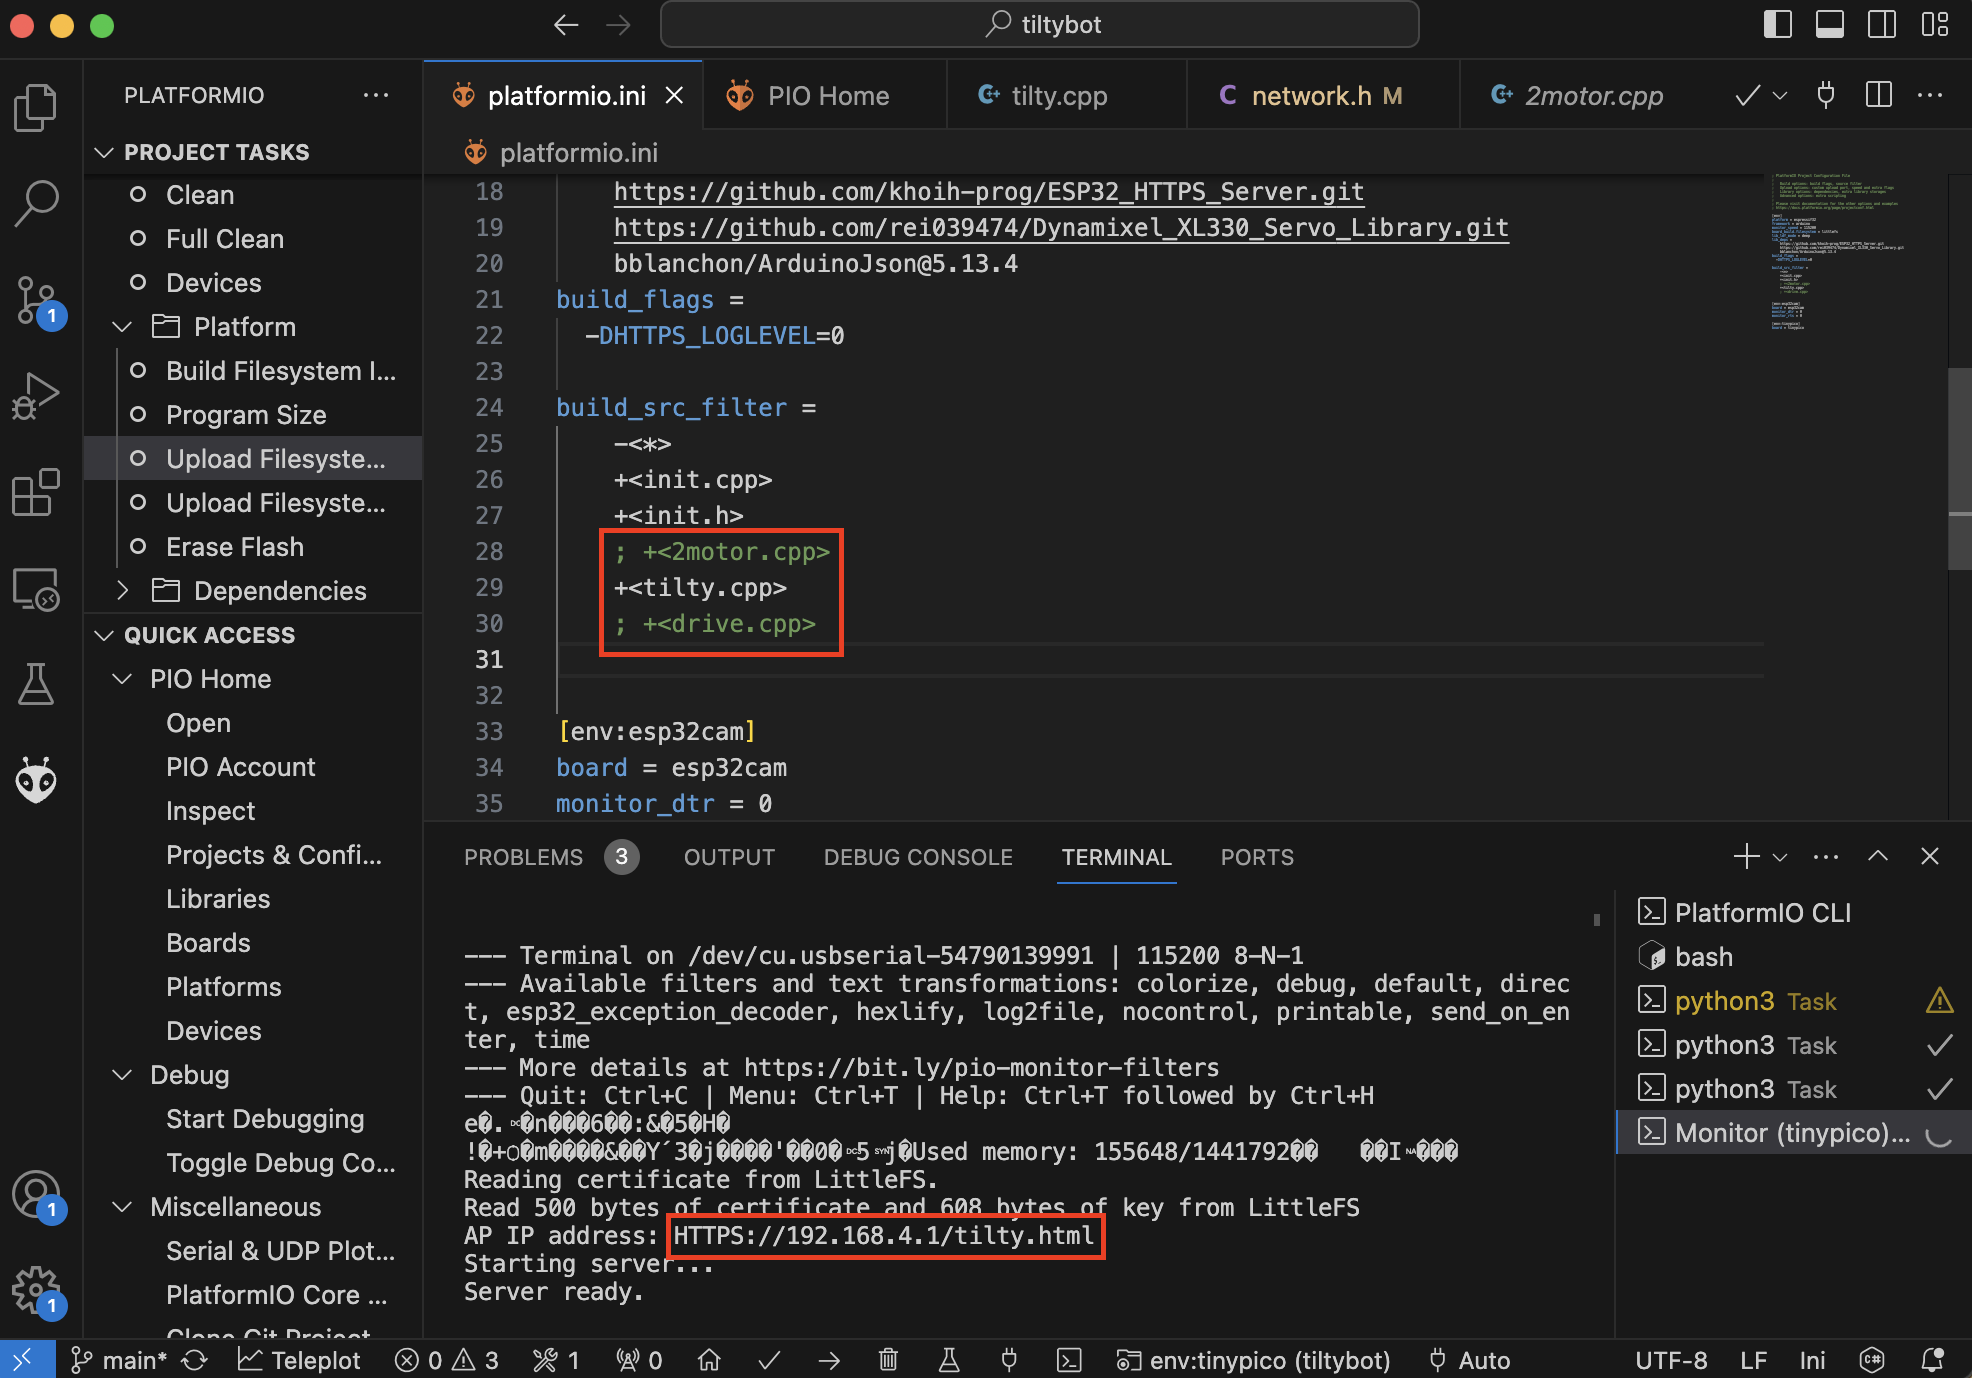 tiltybot
PLATFORMIO
PROJECT TASKS
Clean
Full Clean
Devices
Platform
Build Filesystem I...
Program Size
Upload Filesyste...
Upload Filesyste...
Erase Flash
Dependencies
QUICK ACCESS
PIO Home
Open
PIO Account
Inspect
Projects & Confi...
Libraries
Boards
Platforms
Devices
Debug
Start Debugging
Toggle Debug Co...
Miscellaneous
Serial & UDP Plot...
PlatformIO Core ...
Clone Git Project
1
1
1
platformio.ini
PIO Home
tilty.cpp
network.h M
2motor.cpp
platformio.ini
18 https://github.com/khoih-prog/ESP32_HTTPS_Server.git
19 https://github.com/rei039474/Dynamixel_XL330_Servo_Library.git
20 bblanchon/ArduinoJson@5.13.4
21 build_flags =
22 -DHTTPS_LOGLEVEL=0
23
24 build_src_filter =
25 -<*>
26 +<init.cpp>
27 +<init.h>
28 ; +<2motor.cpp>
29 +<tilty.cpp>
30 ; +<drive.cpp>
31
32
33 [env:esp32cam]
34 board = esp32cam
35 monitor_dtr = 0
PROBLEMS 3 OUTPUT DEBUG CONSOLE TERMINAL PORTS
--- Terminal on /dev/cu.usbserial-54790139991 | 115200 8-N-1
--- Available filters and text transformations: colorize, debug, default, direc
t, esp32_exception_decoder, hexlify, log2file, nocontrol, printable, send_on_en
ter, time
--- More details at https://bit.ly/pio-monitor-filters
--- Quit: Ctrl+C | Menu: Ctrl+T | Help: Ctrl+T followed by Ctrl+H
Used memory: 155648/1441792
Reading certificate from LittleFS.
Read 500 bytes of certificate and 608 bytes of key from LittleFS
AP IP address: HTTPS://192.168.4.1/tilty.html
Starting server...
Server ready.
PlatformIO CLI
bash
python3 Task
python3 Task
python3 Task
Monitor (tinypico)...
main* Teleplot 0 3 1 0 env:tinypico (tiltybot) Auto UTF-8 LF Ini